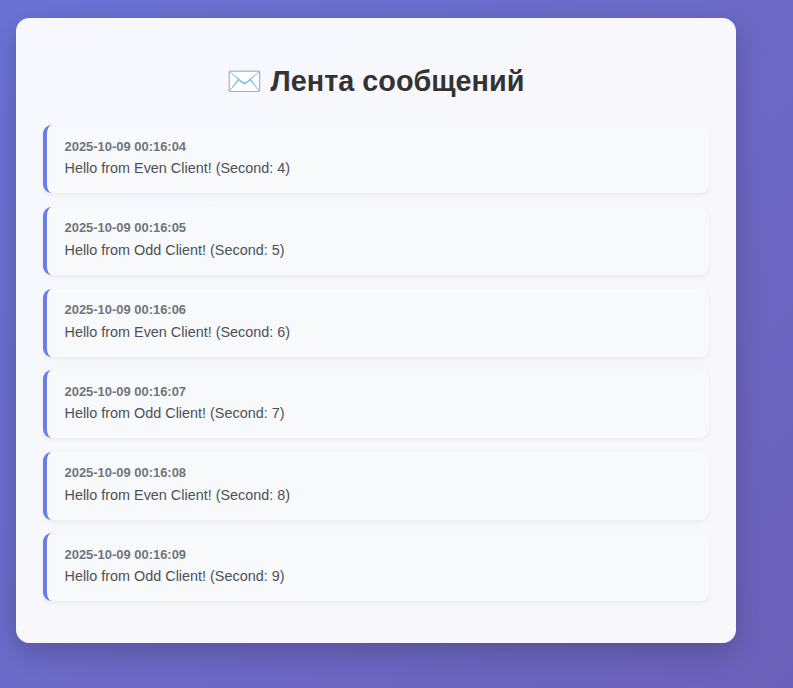 ✉️ Лента сообщений
2025-10-09 00:16:04
Hello from Even Client! (Second: 4)
2025-10-09 00:16:05
Hello from Odd Client! (Second: 5)
2025-10-09 00:16:06
Hello from Even Client! (Second: 6)
2025-10-09 00:16:07
Hello from Odd Client! (Second: 7)
2025-10-09 00:16:08
Hello from Even Client! (Second: 8)
2025-10-09 00:16:09
Hello from Odd Client! (Second: 9)